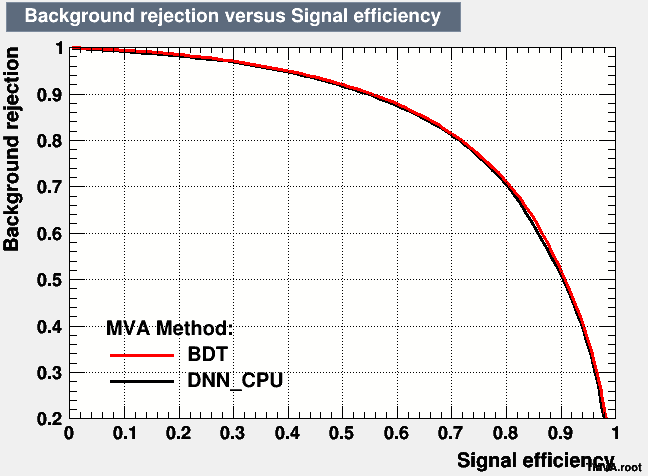 Background rejection versus Signal efficiency
Background rejection
1
0.9
0.8
0.7
0.6
0.5
0.4
0.3
0.2
MVA Method:
BDT
DNN_CPU
0 0.1 0.2 0.3 0.4 0.5 0.6 0.7 0.8 0.9 1
Signal efficiency
TMVA.root